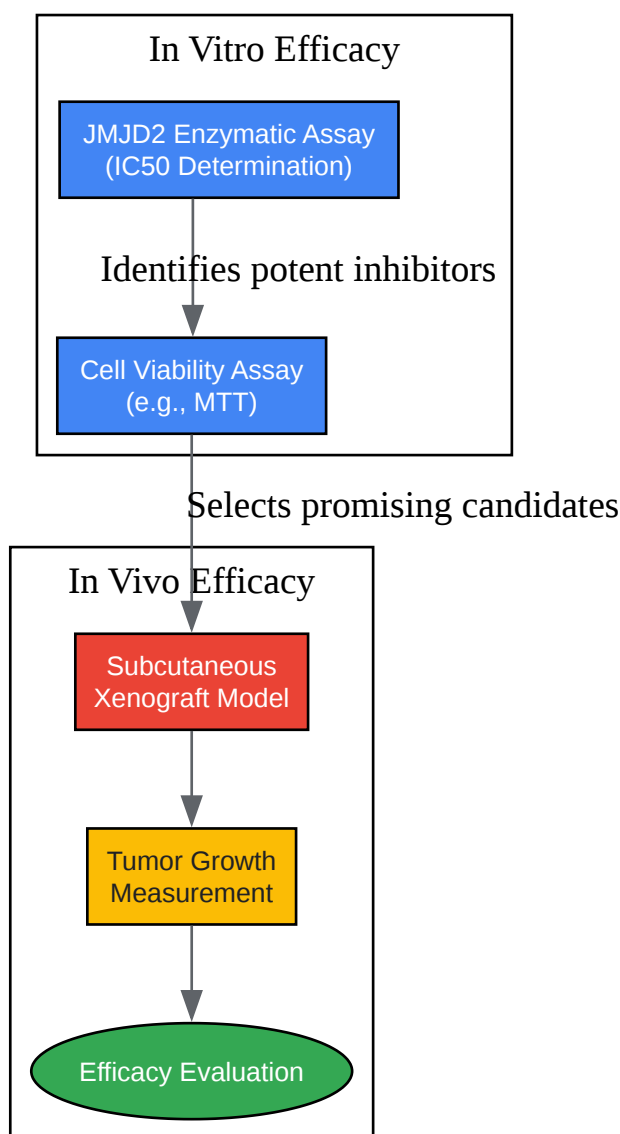 In Vitro Efficacy
JMJD2 Enzymatic Assay
(IC50 Determination)
Identifies potent inhibitors
Cell Viability Assay
(e.g., MTT)
Selects promising candidates
In Vivo Efficacy
Subcutaneous
Xenograft Model
Tumor Growth
Measurement
Efficacy Evaluation